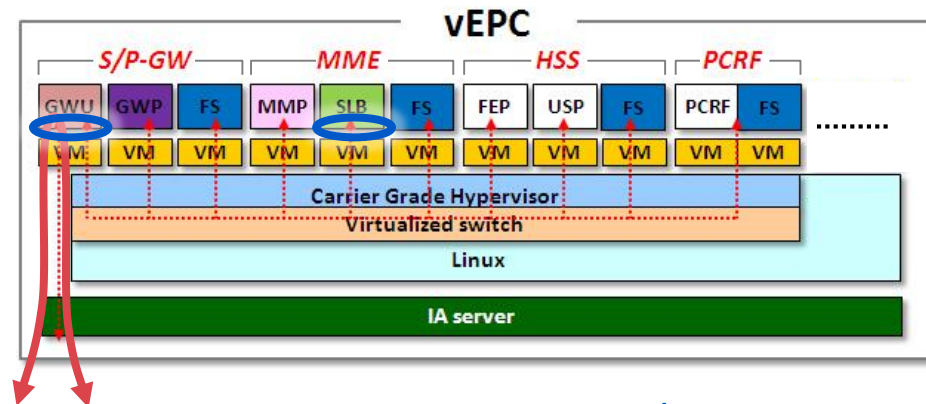 vEPC
S/P-GW MME HSS PCRF
GWU GWP FS MMP SLB FS FEP USP FS PCRF FS .........
VM VM VM VM VM VM VM VM VM VM VM
Carrier Grade Hypervisor
Virtualized switch
Linux
IA server